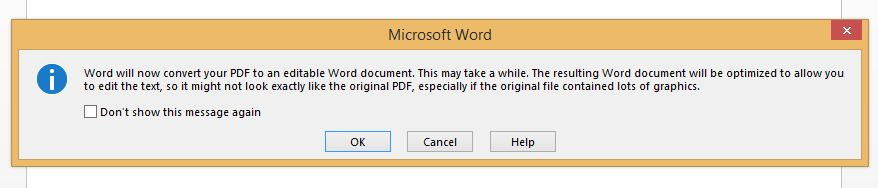 Microsoft Word
Word will now convert your PDF to an editable Word document. This may take a while. The resulting Word document will be optimized to allow you
to edit the text, so it might not look exactly like the original PDF, especially if the original file contained lots of graphics.
Don't show this message again
OK Cancel Help